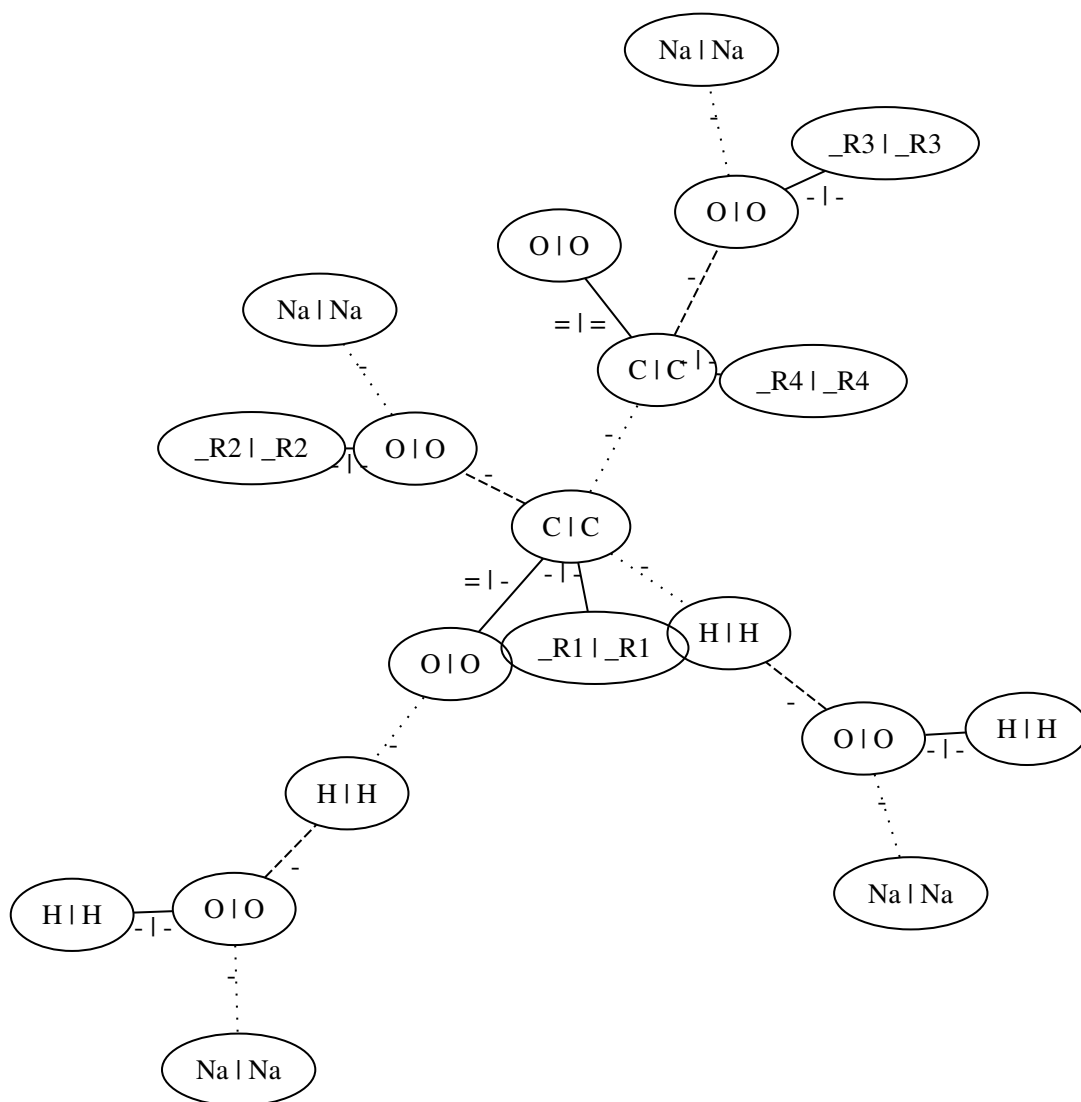 Na | Na
-
_R3 | _R3
- | -
O | O
O | O
-
Na | Na
= | =
C | C
- | -
_R4 | _R4
-
_R2 | _R2
- | -
O | O
-
-
C | C
= | -
- | -
-
O | O
_R1 | _R1
H | H
-
-
O | O
- | -
H | H
H | H
-
-
Na | Na
H | H
- | -
O | O
-
Na | Na